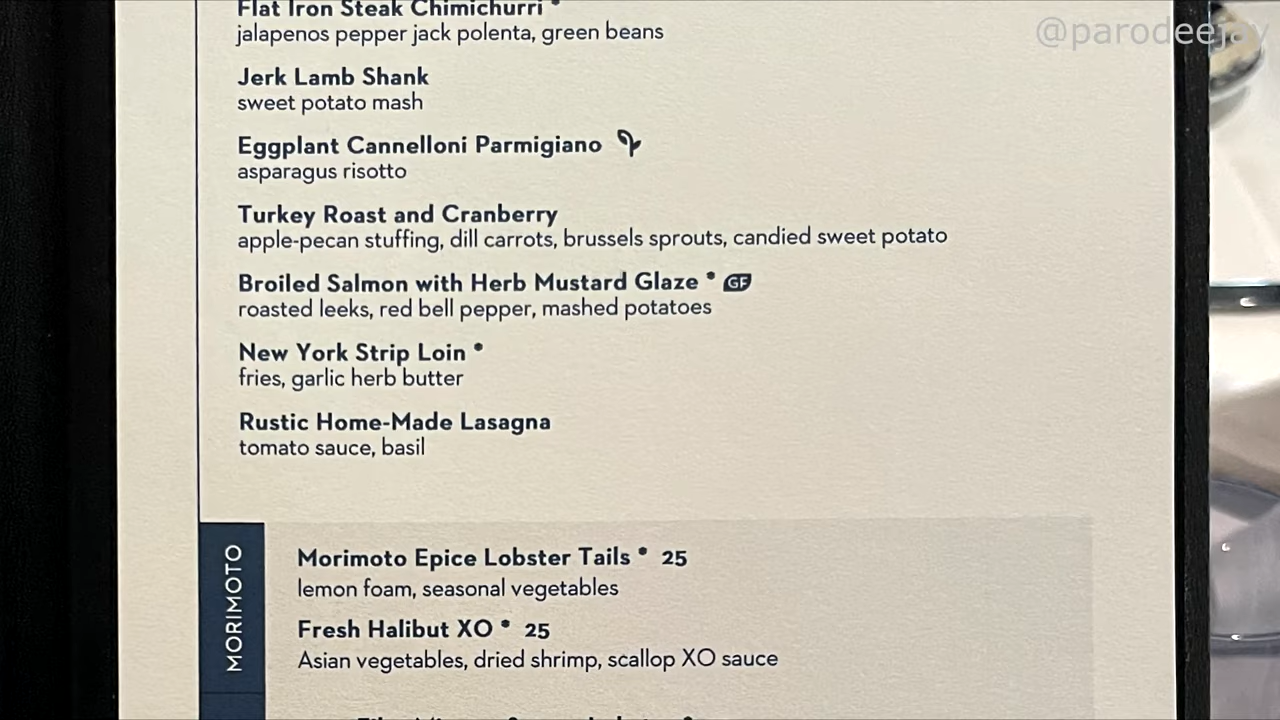 @parodeejay
Flat Iron Steak Chimichurri *
jalapenos pepper jack polenta, green beans
Jerk Lamb Shank
sweet potato mash
Eggplant Cannelloni Parmigiano
asparagus risotto
Turkey Roast and Cranberry
apple-pecan stuffing, dill carrots, brussels sprouts, candied sweet potato
Broiled Salmon with Herb Mustard Glaze * GF
roasted leeks, red bell pepper, mashed potatoes
New York Strip Loin *
fries, garlic herb butter
Rustic Home-Made Lasagna
tomato sauce, basil
MORIMOTO
Morimoto Epice Lobster Tails * 25
lemon foam, seasonal vegetables
Fresh Halibut XO * 25
Asian vegetables, dried shrimp, scallop XO sauce